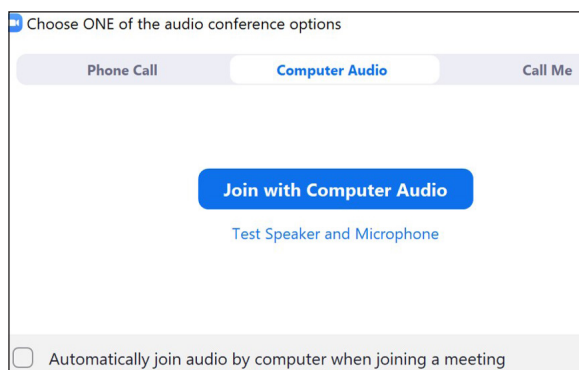 Choose ONE of the audio conference options
Phone Call Computer Audio Call Me
Join with Computer Audio
Test Speaker and Microphone
Automatically join audio by computer when joining a meeting